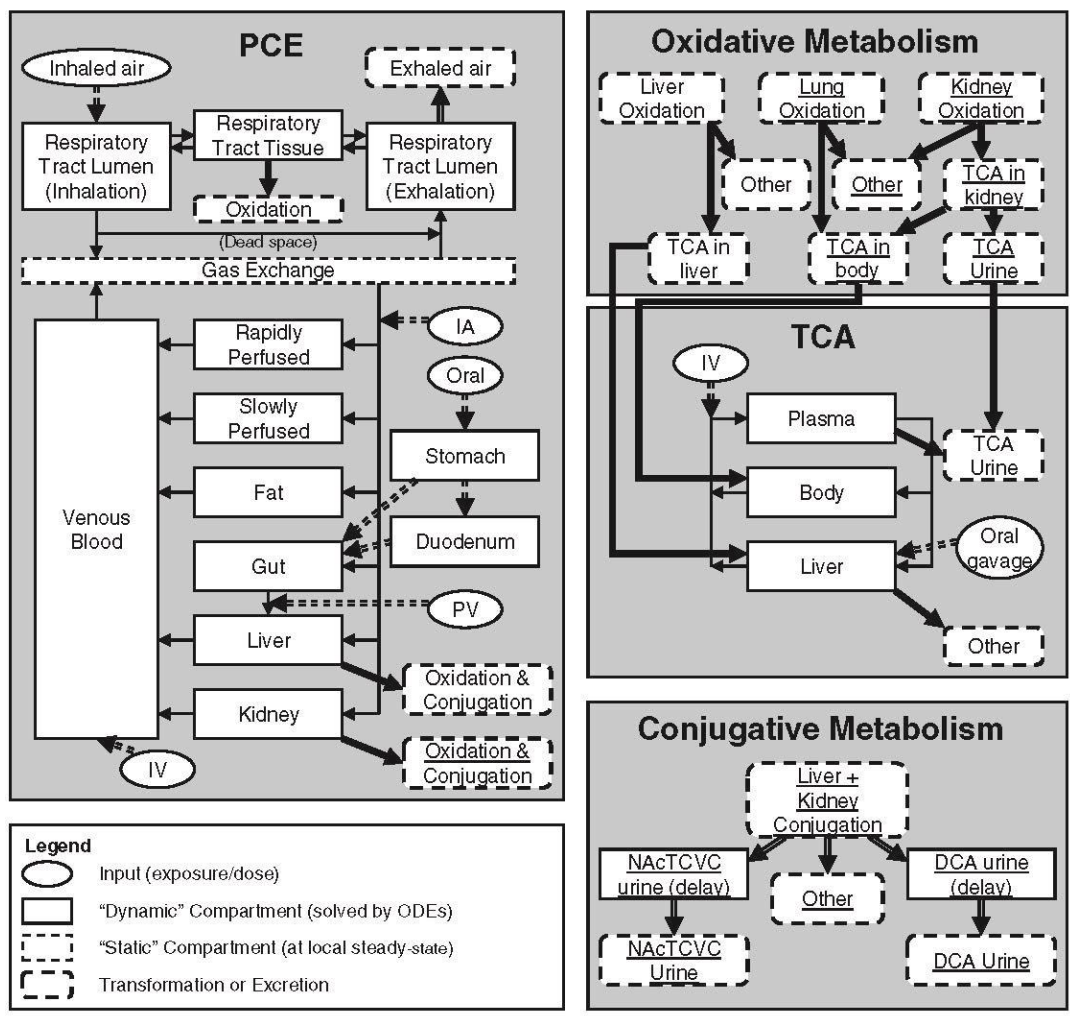 PCE
Inhaled air
Exhaled air
Respiratory
Tract Lumen
(Inhalation)
Respiratory
Tract Tissue
Respiratory
Tract Lumen
(Exhalation)
Oxidation
(Dead space)
Gas Exchange
Venous
Blood
Rapidly
Perfused
IA
Oral
Slowly
Perfused
Stomach
Fat
Duodenum
Gut
PV
Liver
Oxidation &
Conjugation
Kidney
Oxidation &
Conjugation
IV
Legend
Input (exposure/dose)
“Dynamic” Compartment (solved by ODEs)
“Static” Compartment (at local steady-state)
Transformation or Excretion
Oxidative Metabolism
Liver
Oxidation
Lung
Oxidation
Kidney
Oxidation
Other
Other
TCA in
kidney
TCA in
liver
TCA in
body
TCA
Urine
TCA
IV
Plasma
TCA
Urine
Body
Oral
gavage
Liver
Other
Conjugative Metabolism
Liver +
Kidney
Conjugation
NAcTCVC
urine (delay)
Other
DCA urine
(delay)
NAcTCVC
Urine
DCA Urine